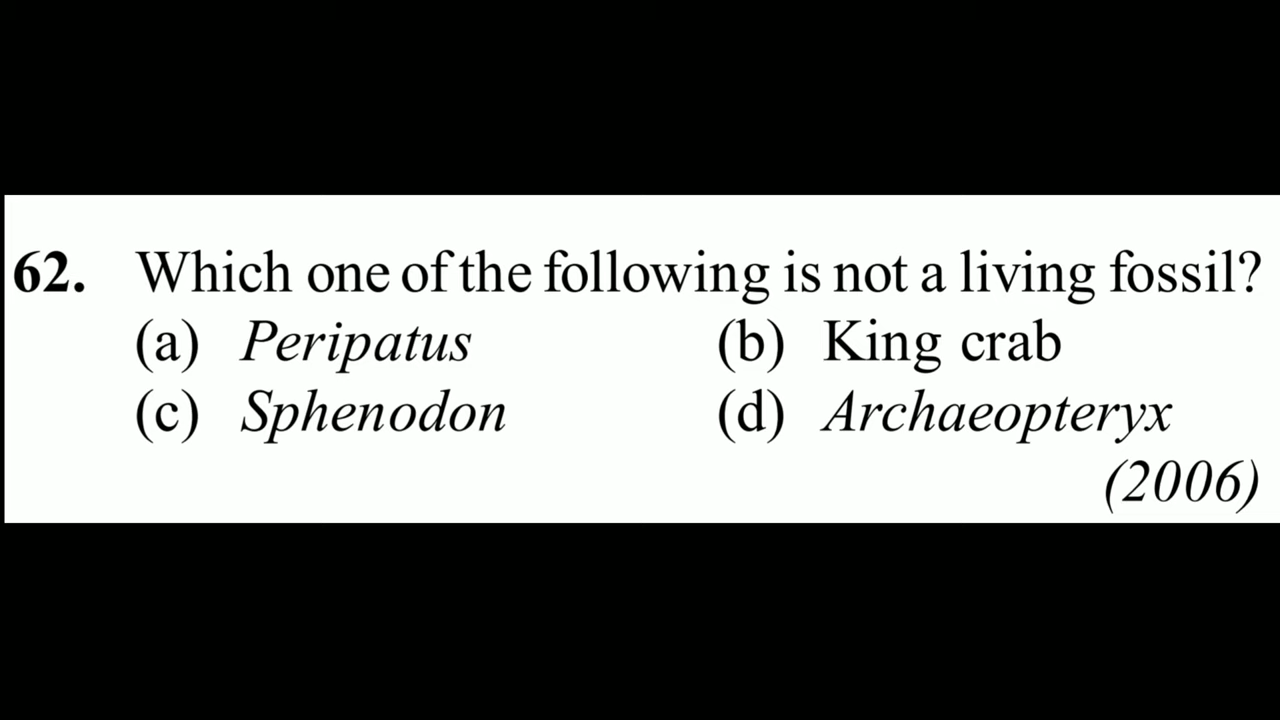 62. Which one of the following is not a living fossil?
(a) Peripatus (b) King crab
(c) Sphenodon (d) Archaeopteryx
(2006)